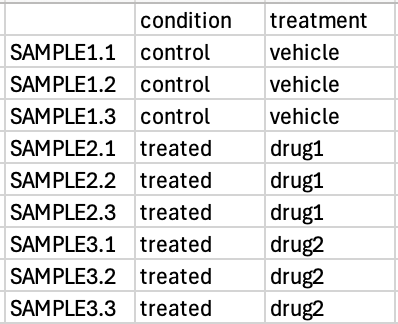 condition treatment
SAMPLE1.1 control vehicle
SAMPLE1.2 control vehicle
SAMPLE1.3 control vehicle
SAMPLE2.1 treated drug1
SAMPLE2.2 treated drug1
SAMPLE2.3 treated drug1
SAMPLE3.1 treated drug2
SAMPLE3.2 treated drug2
SAMPLE3.3 treated drug2